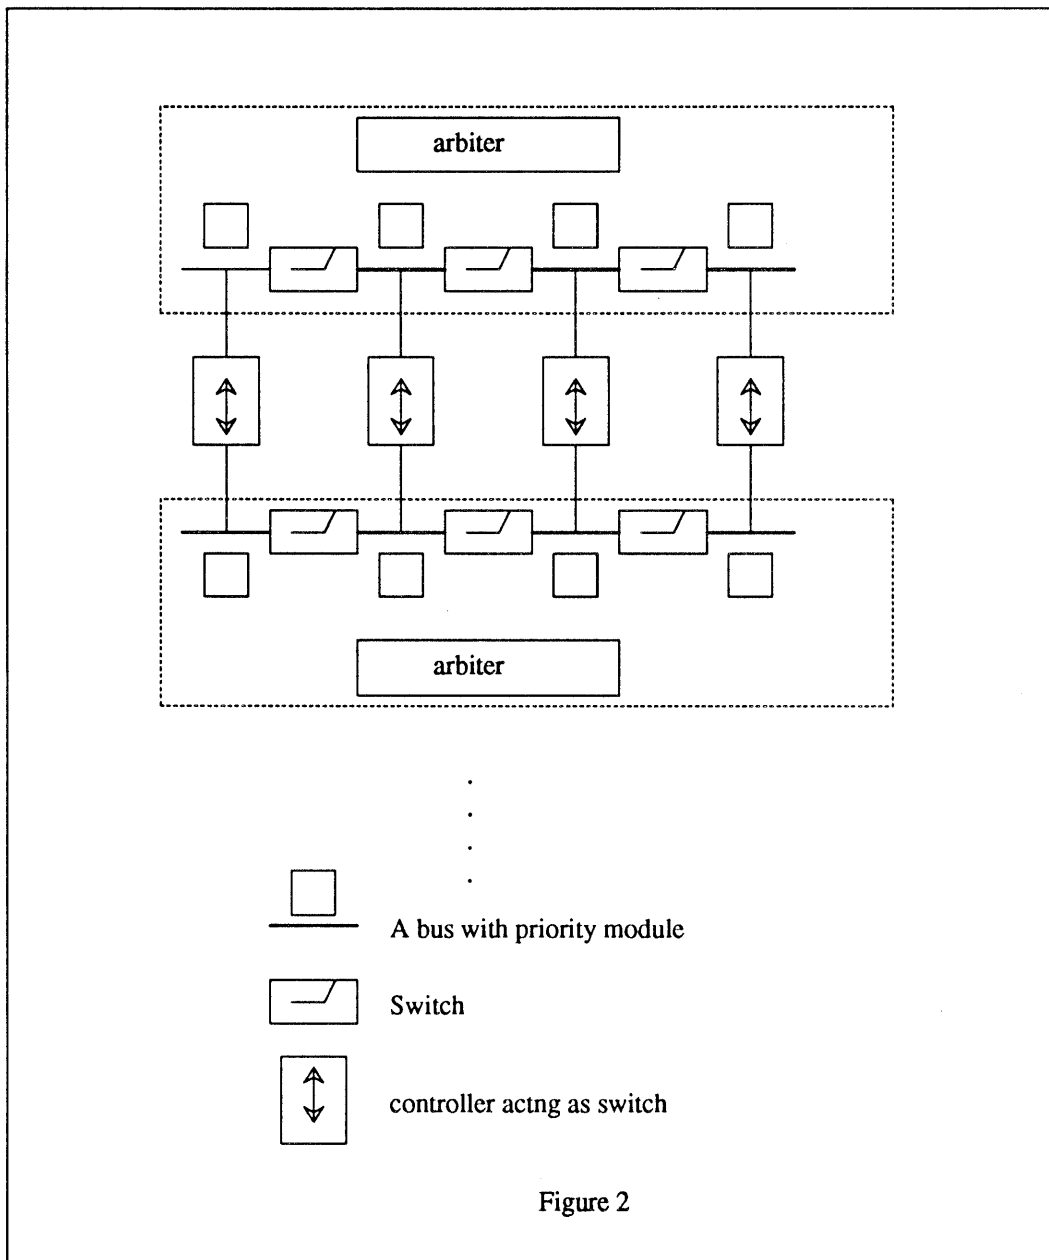 arbiter
arbiter
A bus with priority module
Switch
controller actng as switch
Figure 2